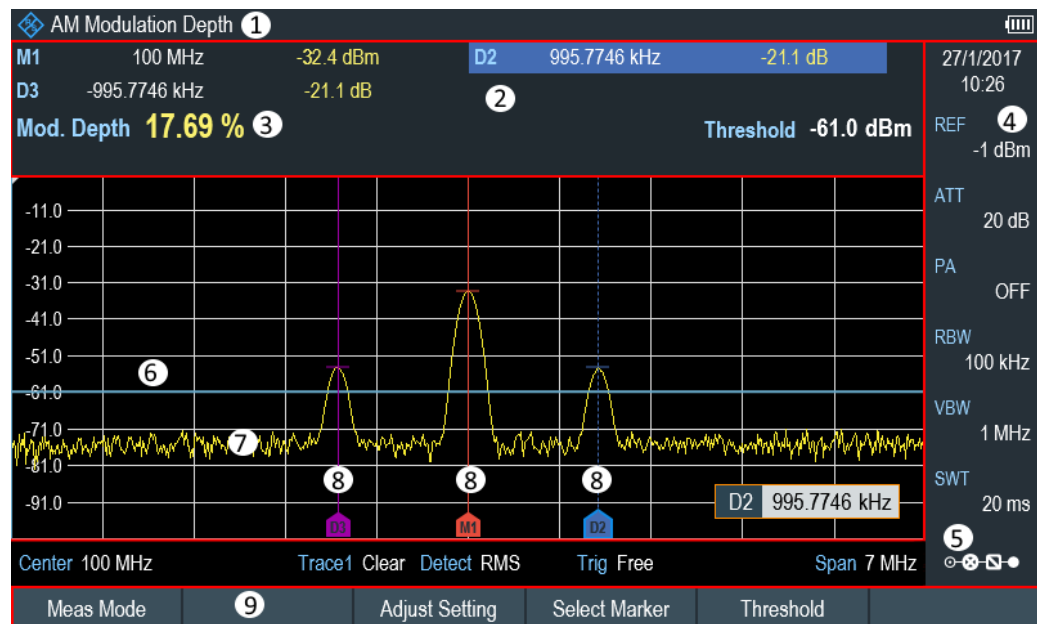 AM Modulation Depth 1
M1 100 MHz -32.4 dBm D2 995.7746 kHz -21.1 dB
D3 -995.7746 kHz -21.1 dB 2
Mod. Depth 17.69 % 3 Threshold -61.0 dBm
27/1/2017
10:26
REF 4
-1 dBm
ATT
20 dB
PA
OFF
RBW
100 kHz
VBW
1 MHz
SWT
20 ms
5
-11.0
-21.0
-31.0
-41.0
-51.0
6
-61.0
-71.0 7
-81.0
8 8 8
-91.0
D2 995.7746 kHz
D3 M1 D2
Center 100 MHz Trace1 Clear Detect RMS Trig Free Span 7 MHz
Meas Mode 9 Adjust Setting Select Marker Threshold